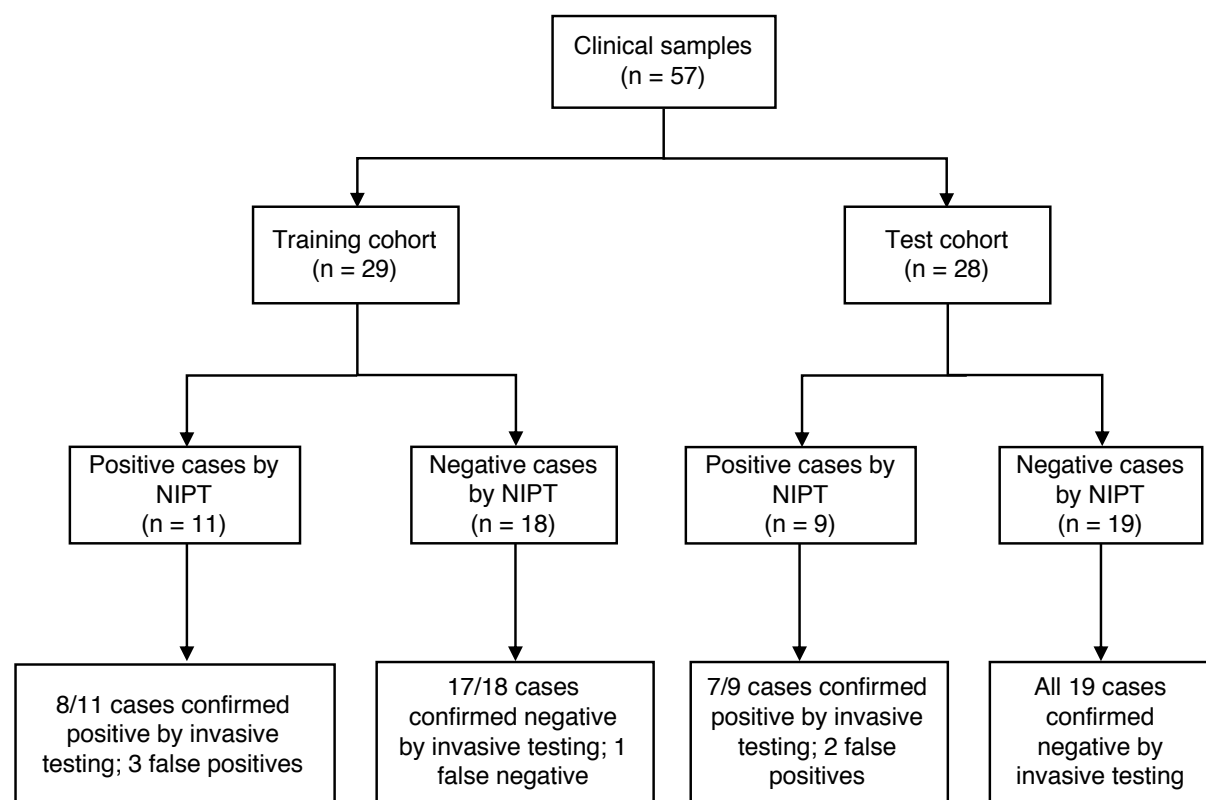 Clinical samples
(n = 57)
Training cohort
(n = 29)
Test cohort
(n = 28)
Positive cases by
NIPT
(n = 11)
Negative cases
by NIPT
(n = 18)
Positive cases by
NIPT
(n = 9)
Negative cases
by NIPT
(n = 19)
8/11 cases confirmed
positive by invasive
testing; 3 false positives
17/18 cases
confirmed negative
by invasive testing; 1
false negative
7/9 cases confirmed
positive by invasive
testing; 2 false
positives
All 19 cases
confirmed
negative by
invasive testing